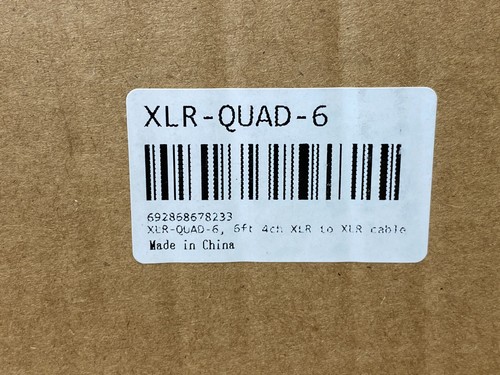 XLR-QUAD-6
692868678233
XLR-QUAD-6, 6ft 4ch XLR to XLR cable
Made in China